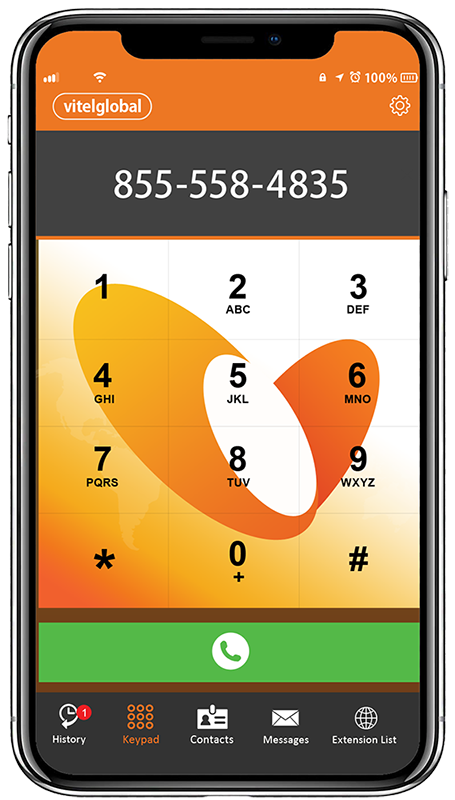 100%
vitelglobal
855-558-4835
1
2
3
ABC
DEF
4
5
6
GHI
JKL
MNO
7
8
9
PQRS
TUV
WXYZ
*
0
#
+
1
History
Keypad
Contacts
Messages
Extension List